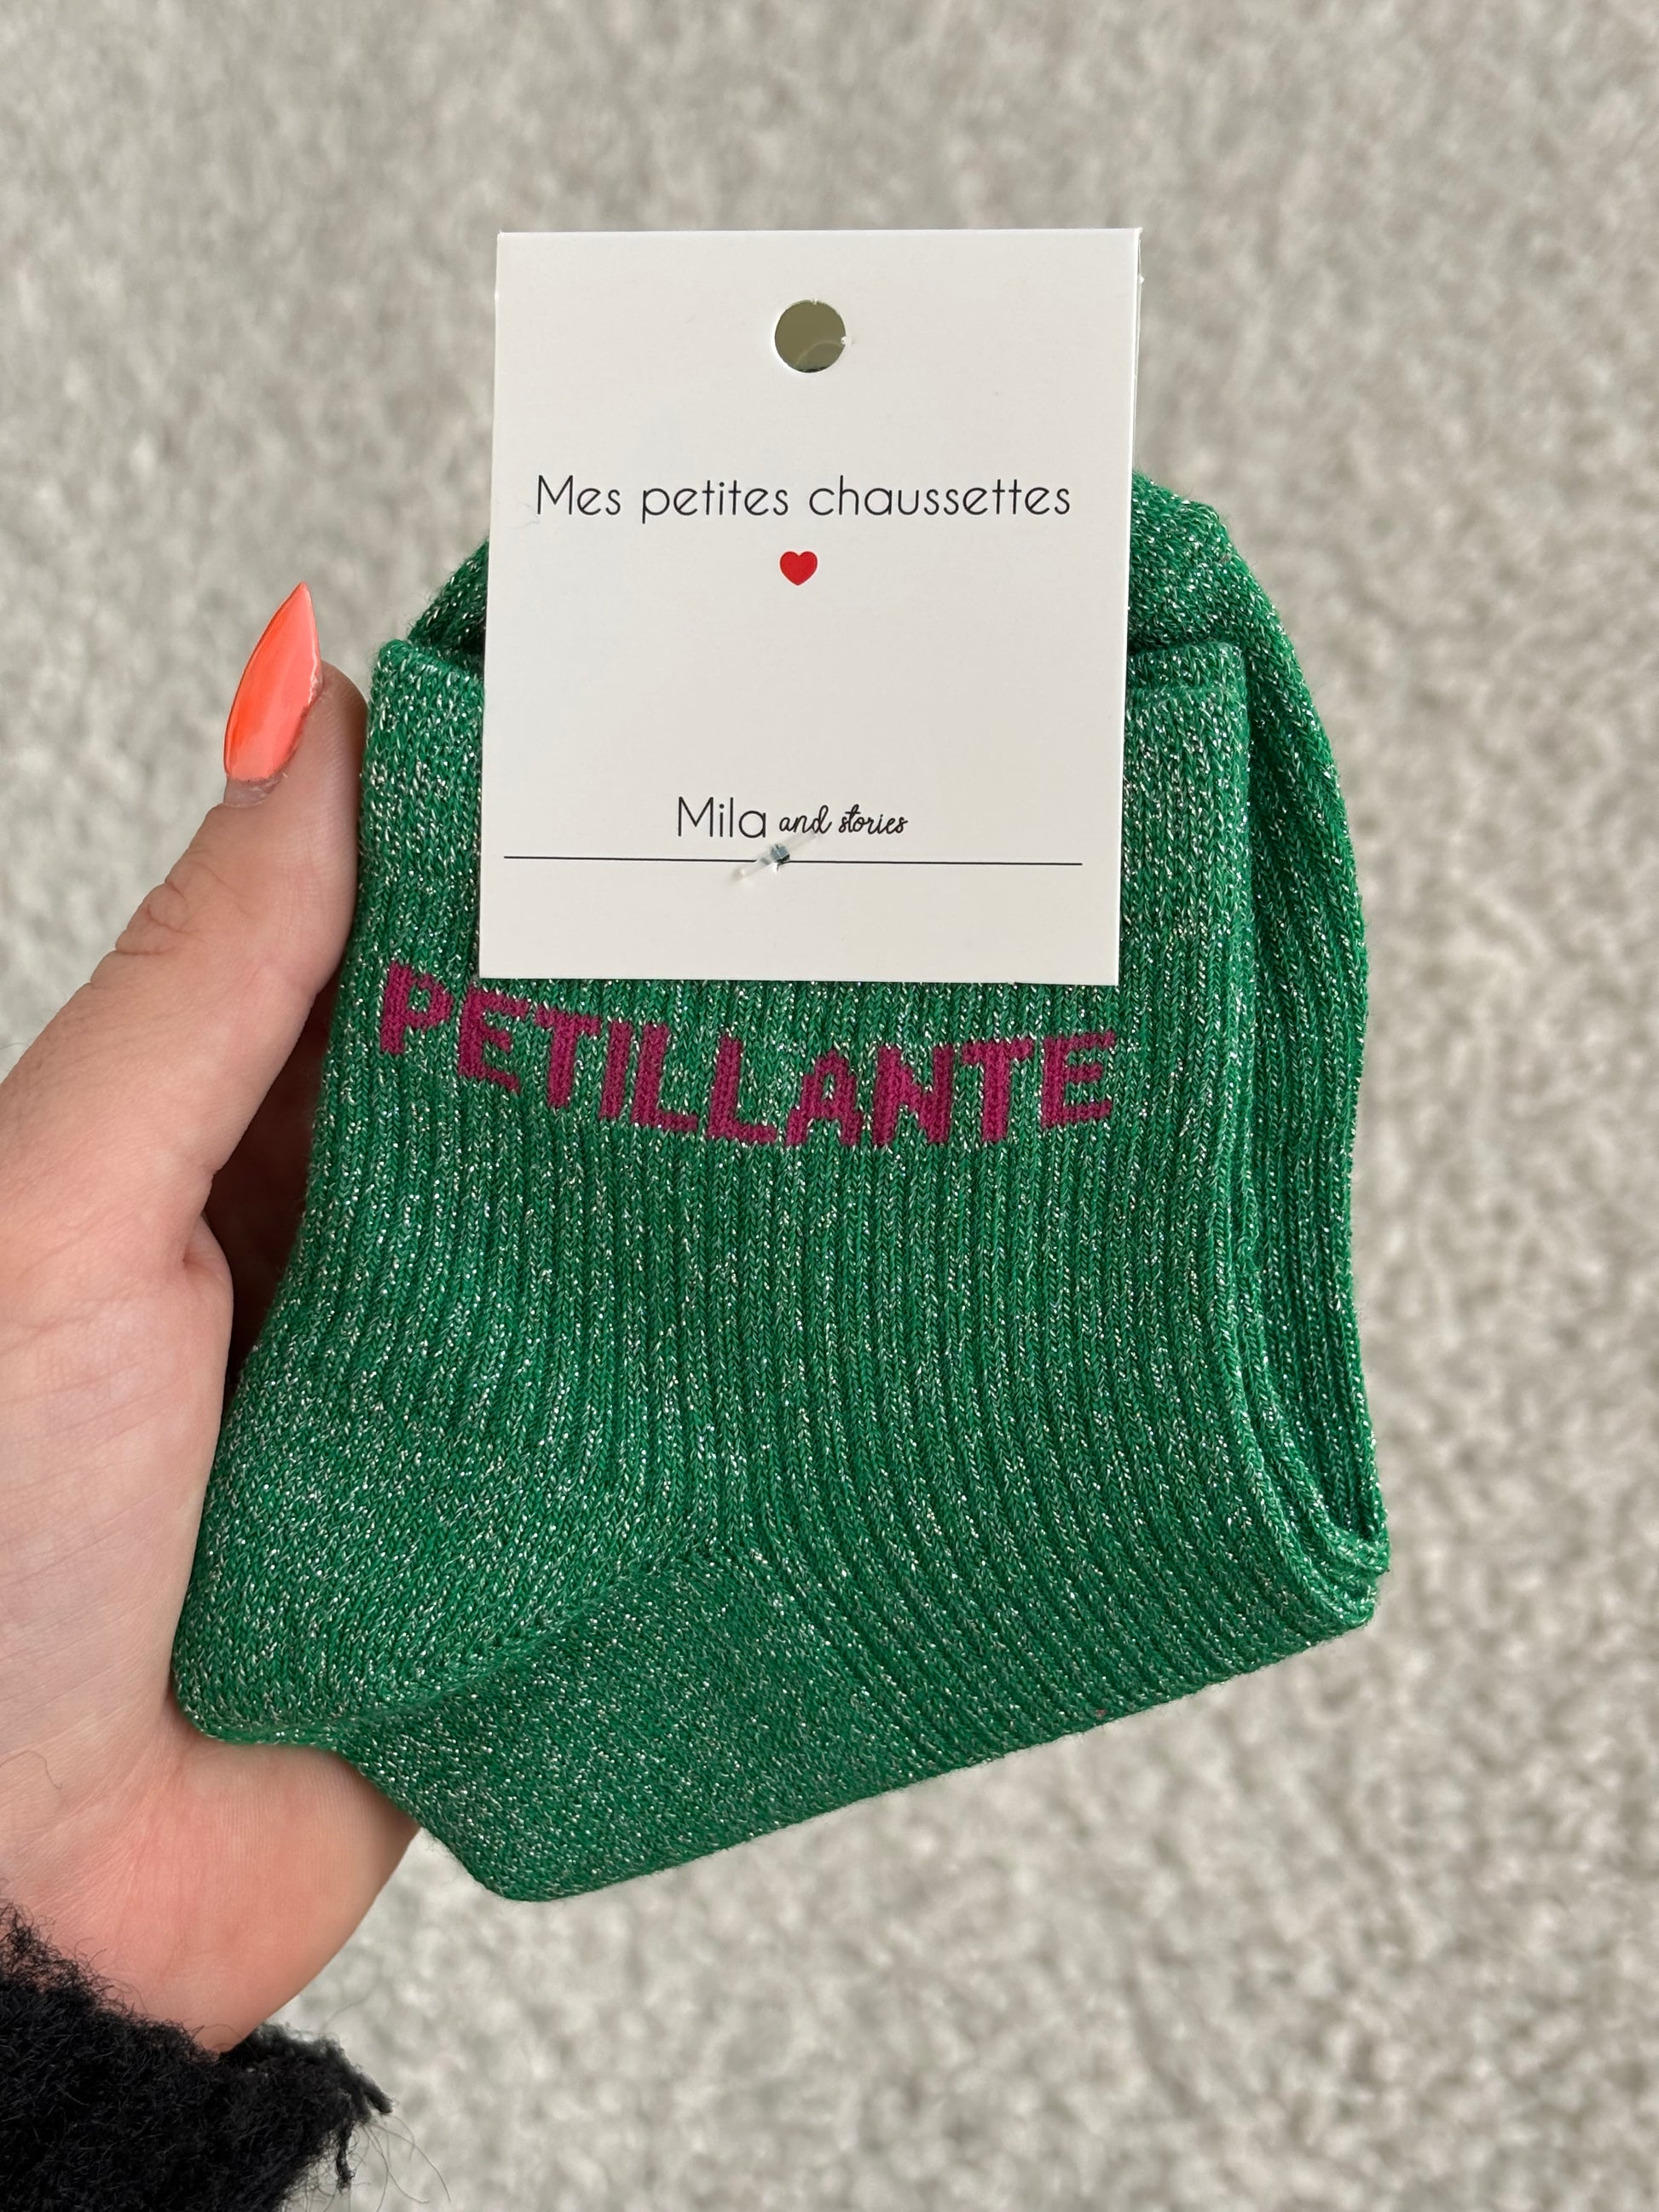 Mes petites chaussettes
Mila and stories
PETILLANTE